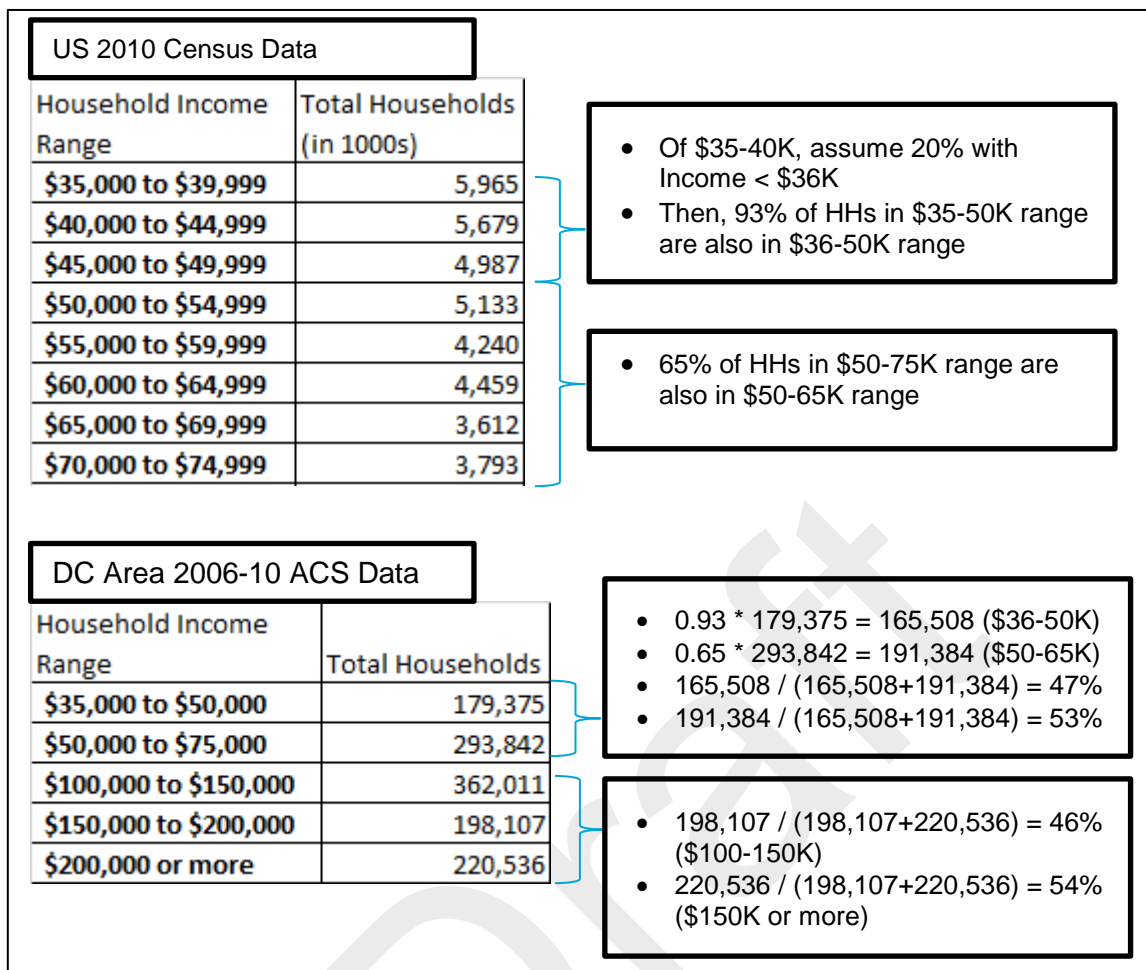 US 2010 Census Data
Household Income Range Total Households (in 1000s)
$35,000 to $39,999 5,965
$40,000 to $44,999 5,679
$45,000 to $49,999 4,987
$50,000 to $54,999 5,133
$55,000 to $59,999 4,240
$60,000 to $64,999 4,459
$65,000 to $69,999 3,612
$70,000 to $74,999 3,793
• Of $35-40K, assume 20% with
Income < $36K
• Then, 93% of HHs in $35-50K range
are also in $36-50K range
• 65% of HHs in $50-75K range are
also in $50-65K range
DC Area 2006-10 ACS Data
Household Income Range Total Households
$35,000 to $50,000 179,375
$50,000 to $75,000 293,842
$100,000 to $150,000 362,011
$150,000 to $200,000 198,107
$200,000 or more 220,536
• 0.93 * 179,375 = 165,508 ($36-50K)
• 0.65 * 293,842 = 191,384 ($50-65K)
• 165,508 / (165,508+191,384) = 47%
• 191,384 / (165,508+191,384) = 53%
• 198,107 / (198,107+220,536) = 46%
($100-150K)
• 220,536 / (198,107+220,536) = 54%
($150K or more)
Draft